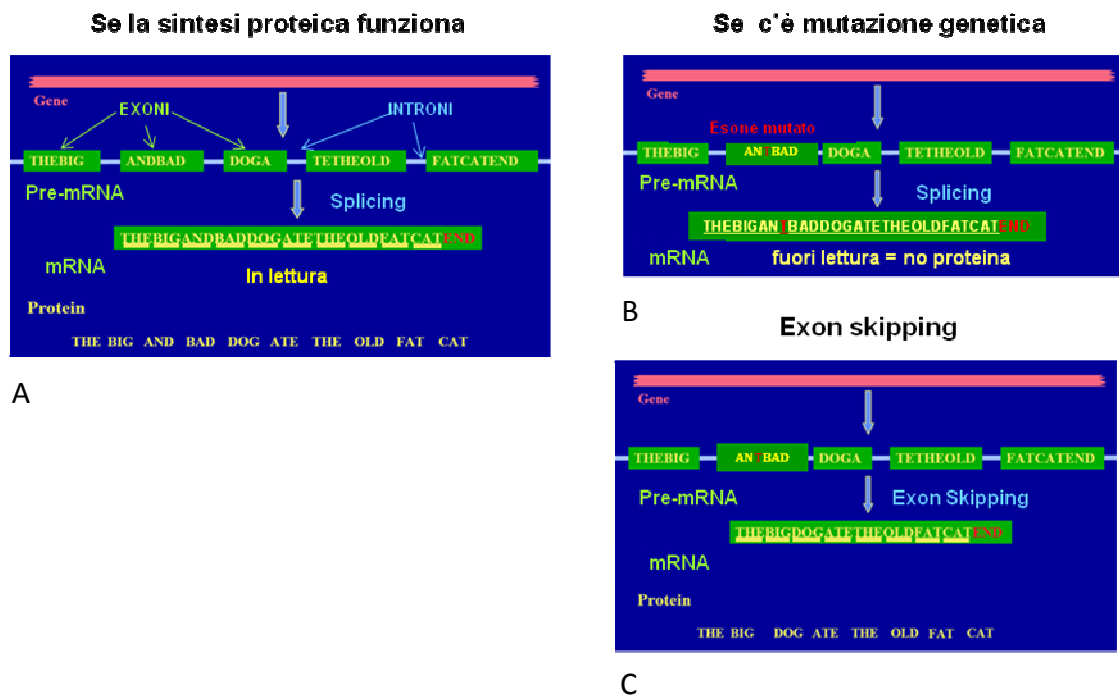 Se la sintesi proteica funziona
Gene
EXONI
INTRONI
THEBIG ANDBAD DOGA TETHEOLD FATCATEND
Pre-mRNA
Splicing
THEBIGANDBADDOGATETHEOLDFATCATEND
mRNA
In lettura
Protein
THE BIG AND BAD DOG ATE THE OLD FAT CAT
A
Se c'è mutazione genetica
Gene
Esone mutato
THEBIG ANTBAD DOGA TETHEOLD FATCATEND
Pre-mRNA
Splicing
THEBIGANTBADDOGATETHEOLDFATCATEND
mRNA
fuori lettura = no proteina
B
Exon skipping
Gene
THEBIG ANTBAD DOGA TETHEOLD FATCATEND
Pre-mRNA
Exon Skipping
THEBIGDOGATETHEOLDFATCATEND
mRNA
Protein
THE BIG DOG ATE THE OLD FAT CAT
C